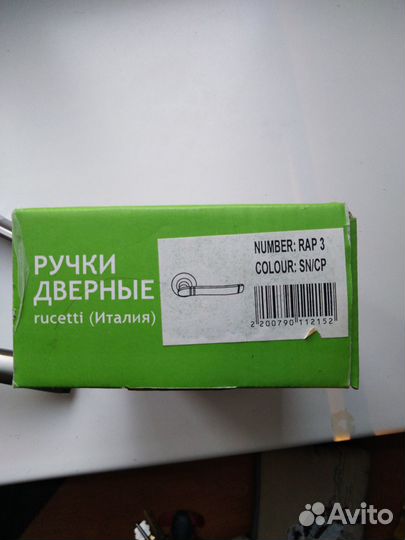 РУЧКИ
ДВЕРНЫЕ
rucetti (Италия)
NUMBER: RAP 3
COLOUR: SN/CP
2 200790 112152
Avito